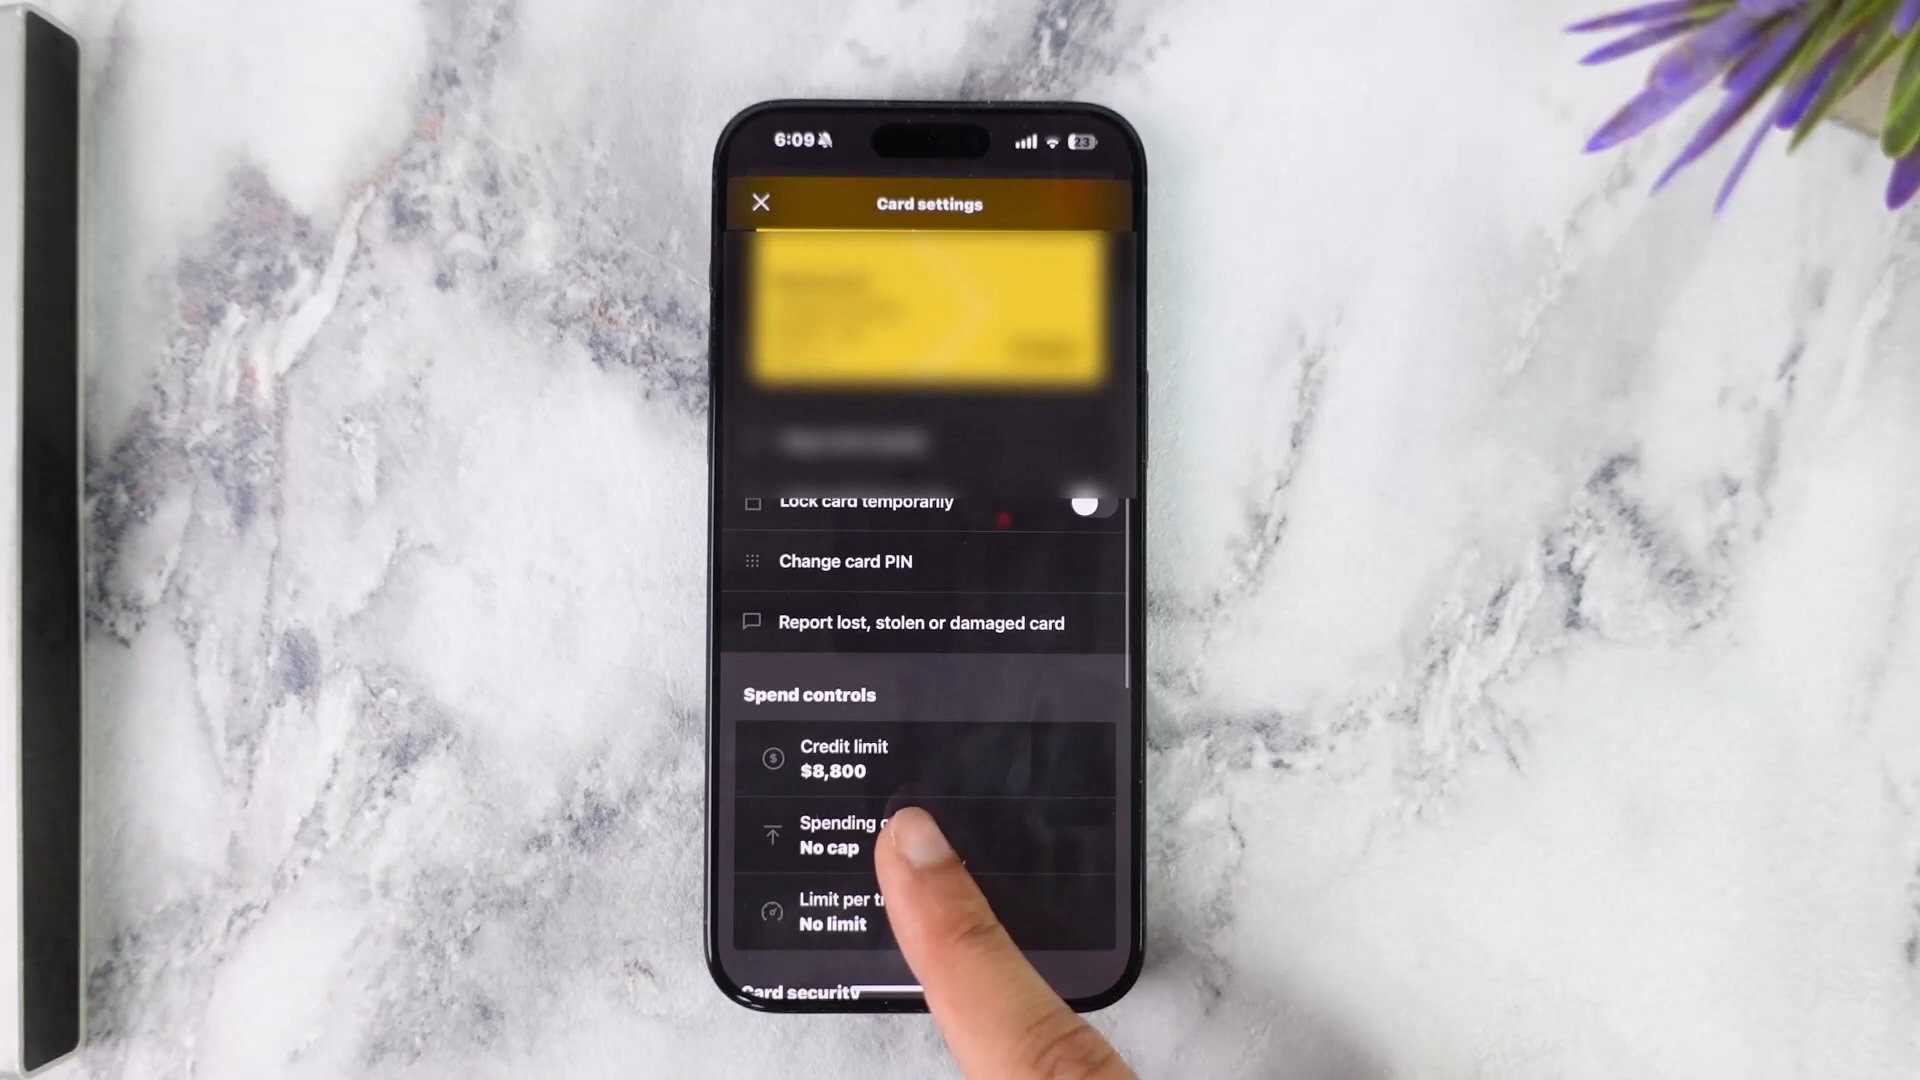 6:09
23
Card settings
Lock card temporarily
Change card PIN
Report lost, stolen or damaged card
Spend controls
Credit limit
$8,800
Spending
No cap
Limit per
No limit
Card security